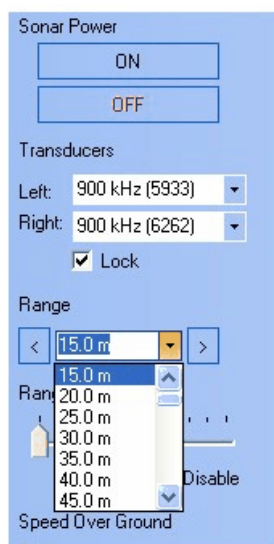 Sonar Power
ON
OFF
Transducers
Left: 900 kHz (5933)
Right: 900 kHz (6262)
Lock
Range
< 15.0 m >
15.0 m
20.0 m
25.0 m
30.0 m
35.0 m
40.0 m
Disable
45.0 m
Speed Over Ground